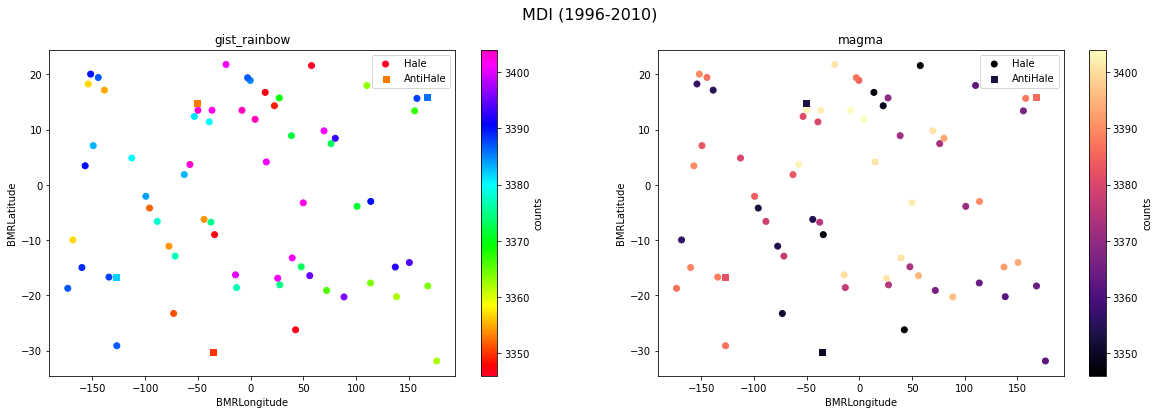 MDI (1996-2010)
gist_rainbow
magma
Hale
AntiHale
Hale
AntiHale
20
10
0
−10
−20
−30
BMRLatitude
−150
−100
−50
0
50
100
150
BMRLongitude
3400
3390
3380
3370
3360
3350
counts
20
10
0
−10
−20
−30
BMRLatitude
−150
−100
−50
0
50
100
150
BMRLongitude
3400
3390
3380
3370
3360
3350
counts